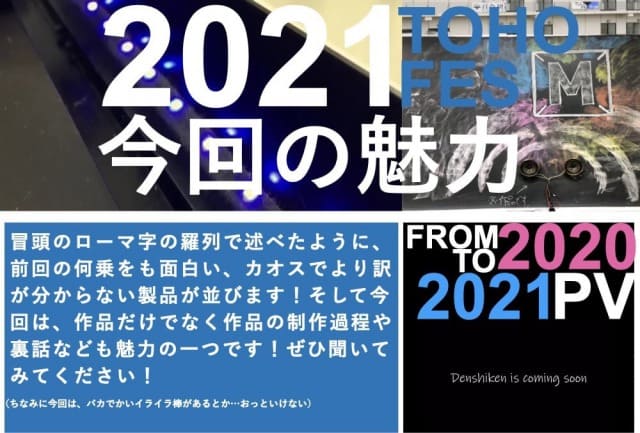 2021
TOHO
FES
今回の魅力
M
冒頭のローマ字の羅列で述べたように、
前回の何乗をも面白い、カオスでより訳
が分からない製品が並びます！そして今
回は、作品だけでなく作品の制作過程や
裏話なども魅力の一つです！ぜひ聞いて
みてください！
（ちなみに今回は、バカでかいイライラ棒があるとか…おっといけない）
FROM 2020
TO
2021PV
Denshiken is coming soon